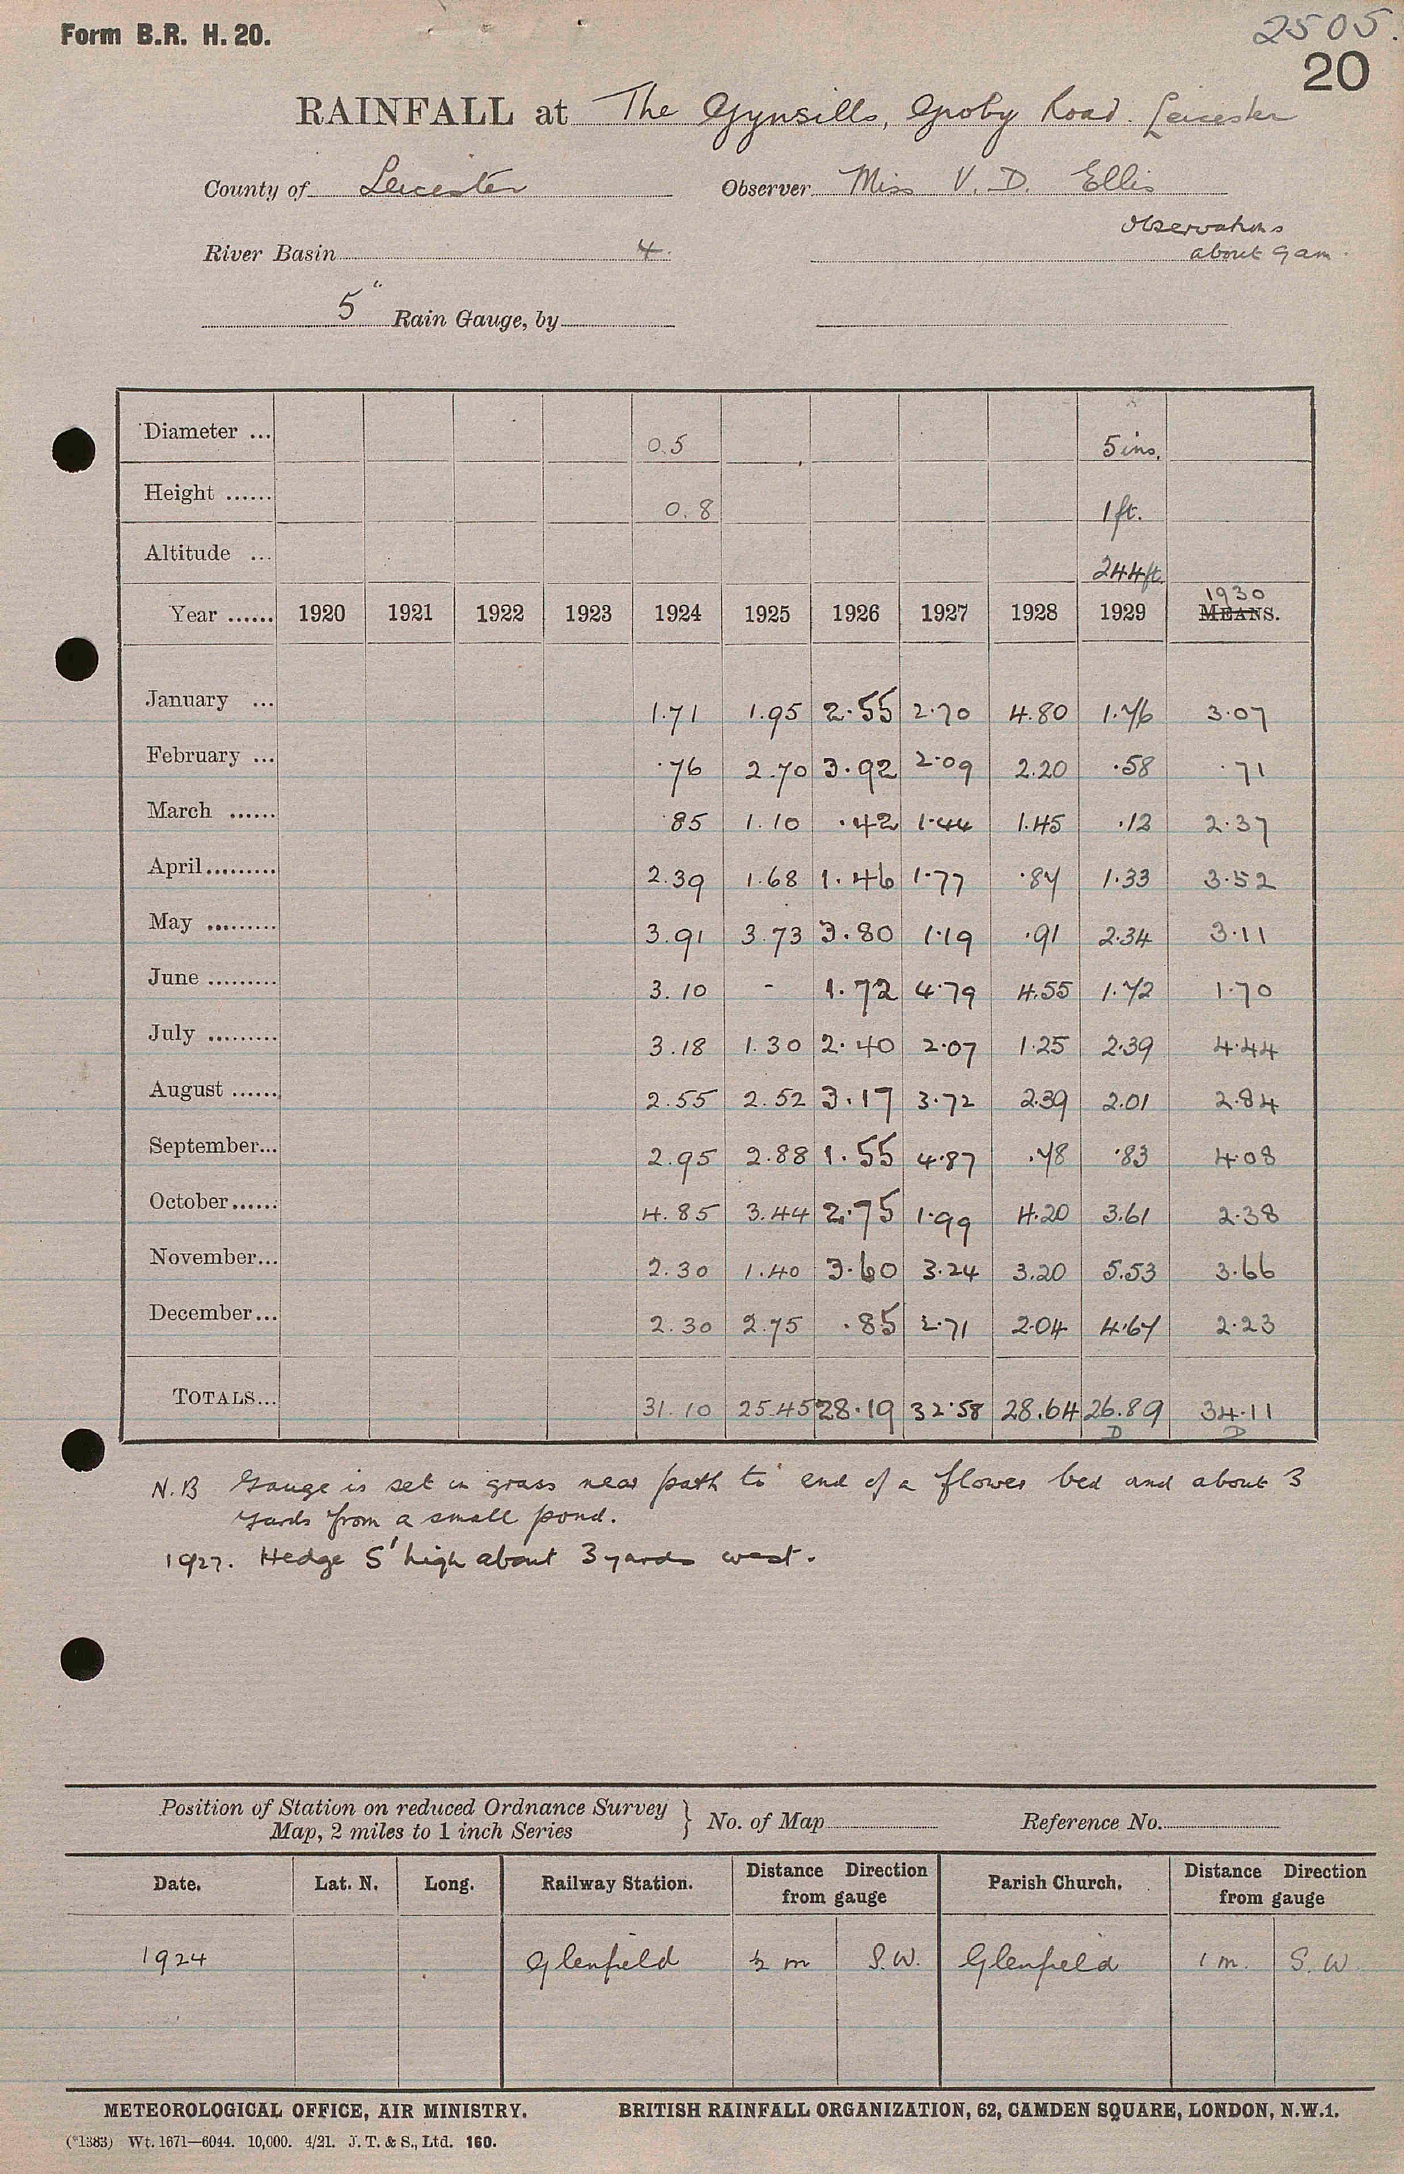 Form B.R. H. 20.
2505.
20
RAINFALL at The Gynsills, Groby Road. Leicester
County of Leicester Observer Miss V. D. Ellis
Observations
River Basin 4. about 9 am.
5" Rain Gauge, by
Diameter ... 0.5 5 ins.
Height ...... 0.8 1 ft.
Altitude ... 244 ft.
1930
Year ...... 1920 1921 1922 1923 1924 1925 1926 1927 1928 1929 MEANS.
January ... 1.71 1.95 2.55 2.70 4.80 1.76 3.07
February ... .76 2.70 3.92 2.09 2.20 .58 .71
March ...... .85 1.10 .42 1.44 1.45 .12 2.37
April......... 2.39 1.68 1.46 1.77 .87 1.33 3.52
May ......... 3.91 3.73 3.80 1.19 .91 2.34 3.11
June ......... 3.10 - 1.72 4.79 4.55 1.72 1.70
July ......... 3.18 1.30 2.40 2.07 1.25 2.39 4.44
August ...... 2.55 2.52 3.17 3.72 2.39 2.01 2.84
September... 2.95 2.88 1.55 4.87 .78 .83 4.08
October...... 4.85 3.44 2.75 1.99 4.20 3.61 2.38
November... 2.30 1.40 3.60 3.24 3.20 5.53 3.66
December... 2.30 2.75 .85 2.71 2.04 4.67 2.23
TOTALS... 31.10 25.45 28.19 32.58 28.64 26.89 34.11
D D
N.B Gauge is set in grass near path to end of a flower bed and about 3
yards from a small pond.
1927. Hedge 5' high about 3 yards west.
Position of Station on reduced Ordnance Survey
Map, 2 miles to 1 inch Series } No. of Map Reference No.
Date. Lat. N. Long. Railway Station. Distance Direction from gauge Parish Church. Distance Direction from gauge
1924 Glenfield ½ m S.W. Glenfield 1 m. S.W.
METEOROLOGICAL OFFICE, AIR MINISTRY. BRITISH RAINFALL ORGANIZATION, 62, CAMDEN SQUARE, LONDON, N.W.1.
(*1383) Wt. 1671—6044. 10,000. 4/21. J. T. & S., Ltd. 160.